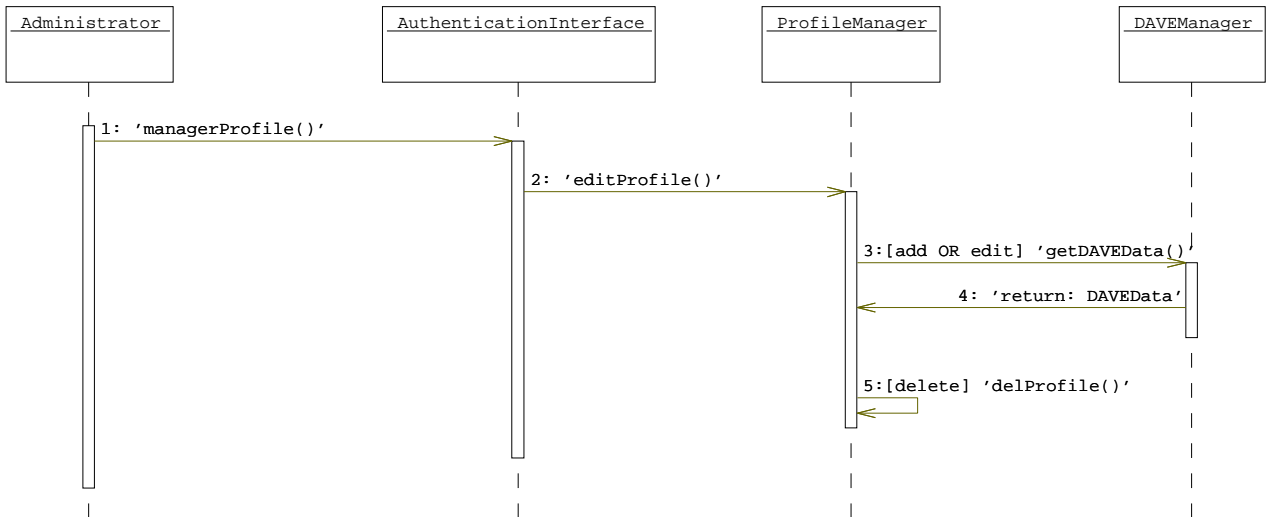 Administrator
AuthenticationInterface
ProfileManager
DAVEManager
1: ’managerProfile()’
2: ’editProfile()’
3:[add OR edit] ’getDAVEData()’
4: ’return: DAVEData’
5:[delete] ’delProfile()’